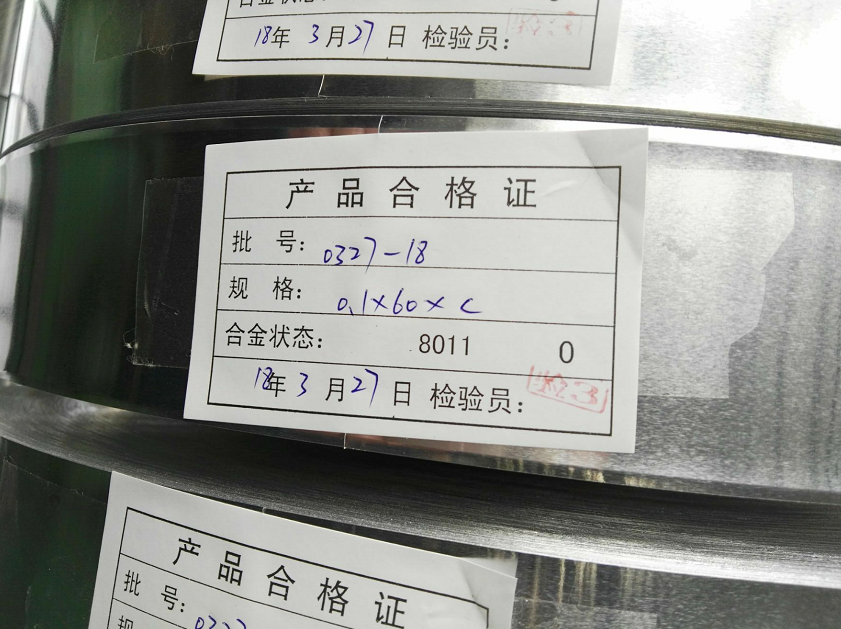 18年 3月27日 检验员:
产品合格证
批 号: 0327-18
规 格: 0.1×60×C
合金状态: 8011 0
18年 3月27日 检验员:
产品合格证
批 号: 0327